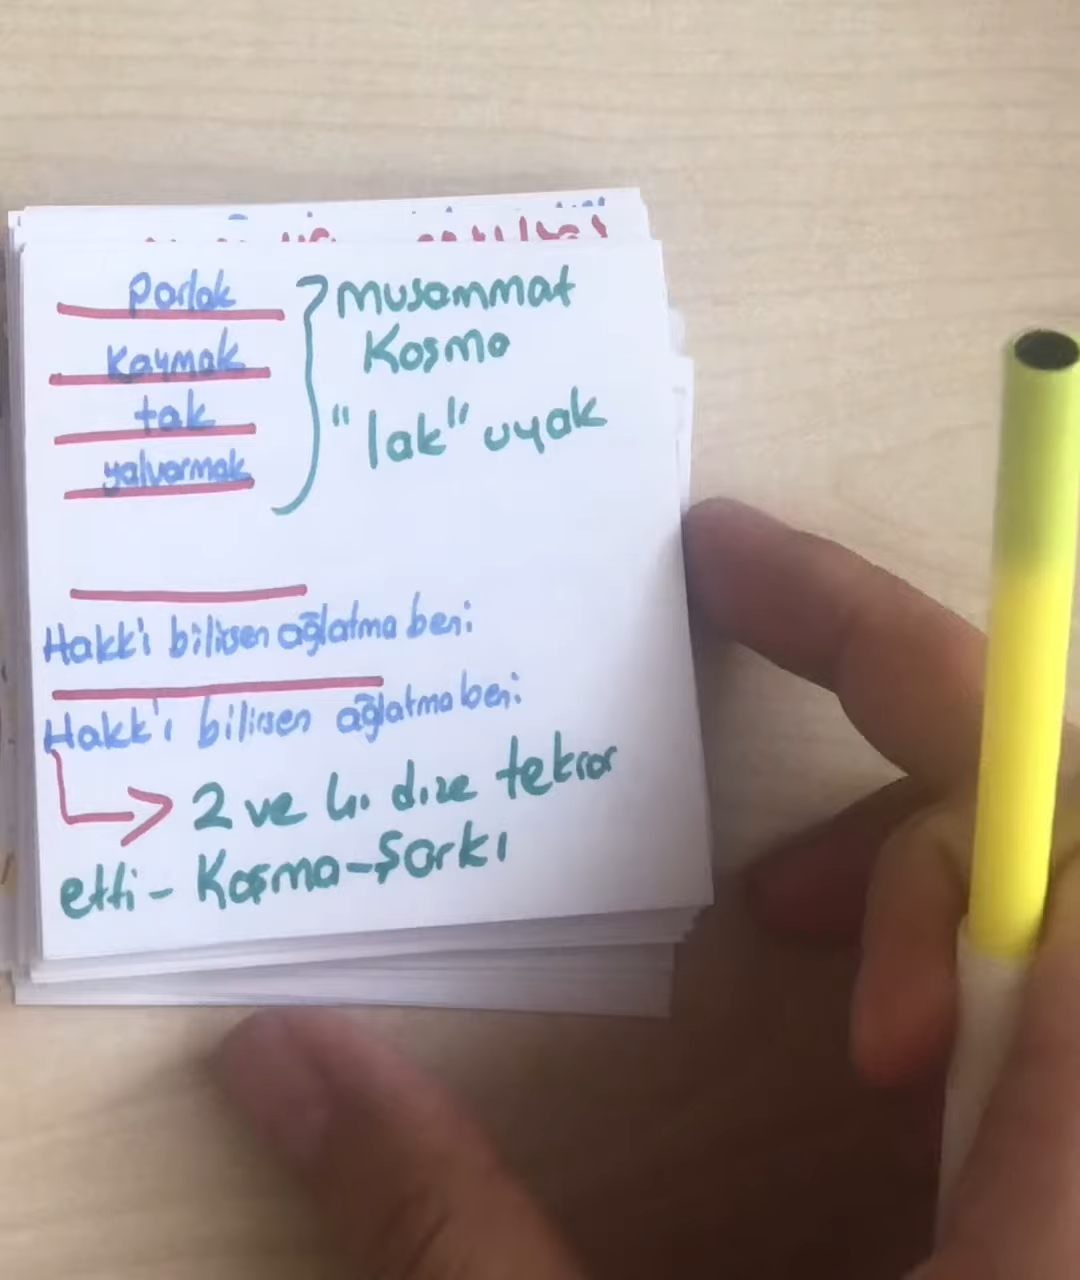 Parlak
Kaymak
tak
yalvarmak
musammat
Koşma
"lak" uyak
Hakk'ı bilirsen ağlatma beni
Hakk'ı bilirsen ağlatma beni
2 ve 4. dize tekrar
etti - Koşma-Şarkı